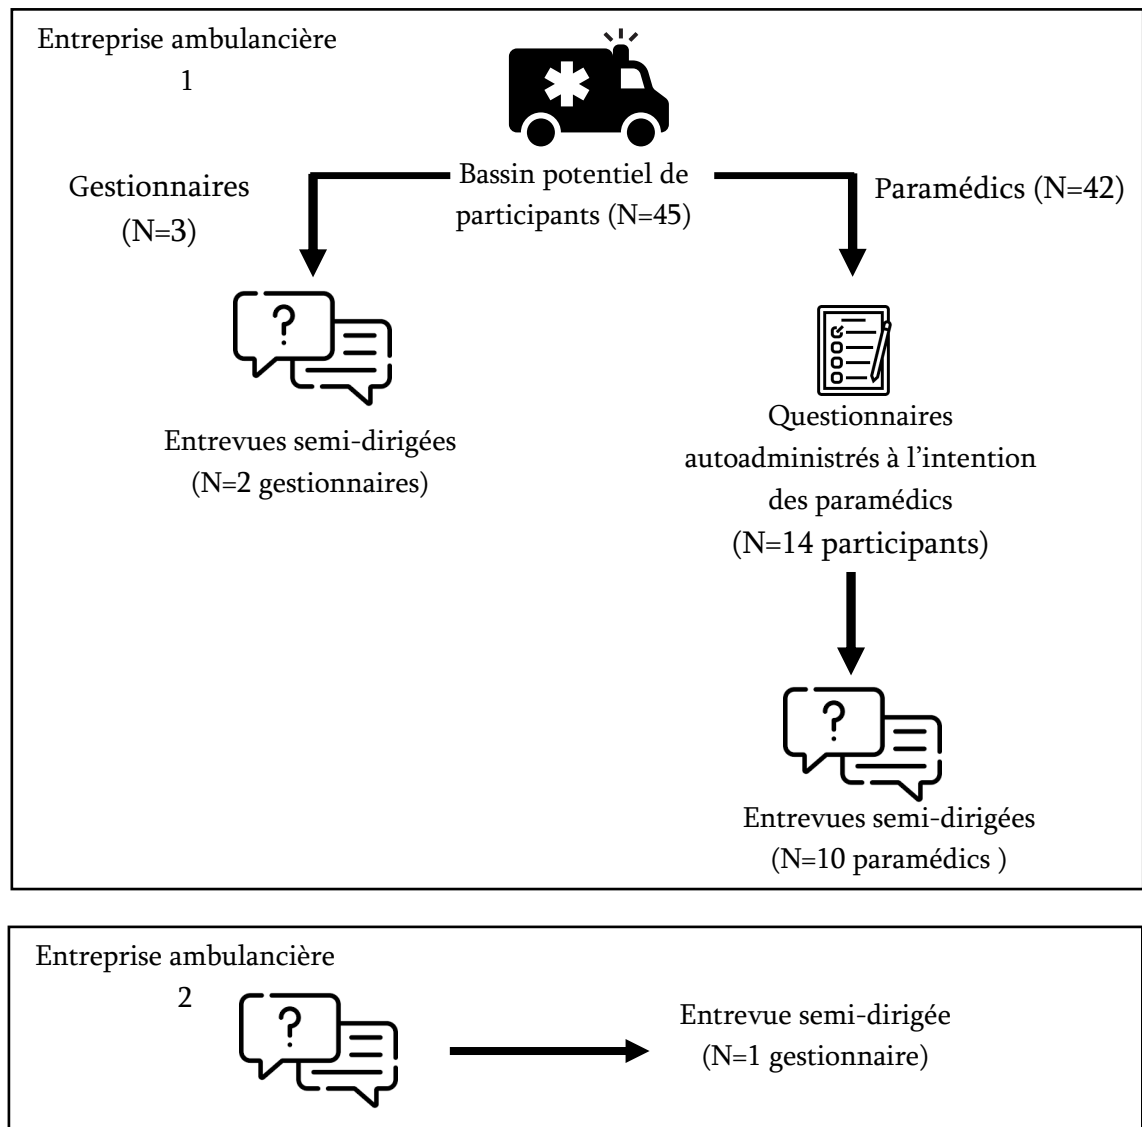 Entreprise ambulancière
1
Gestionnaires
(N=3)
Bassin potentiel de
participants (N=45)
Paramédics (N=42)
?
Entrevues semi-dirigées
(N=2 gestionnaires)
Questionnaires
autoadministrés à l'intention
des paramédics
(N=14 participants)
?
Entrevues semi-dirigées
(N=10 paramédics )
Entreprise ambulancière
2
?
Entrevue semi-dirigée
(N=1 gestionnaire)